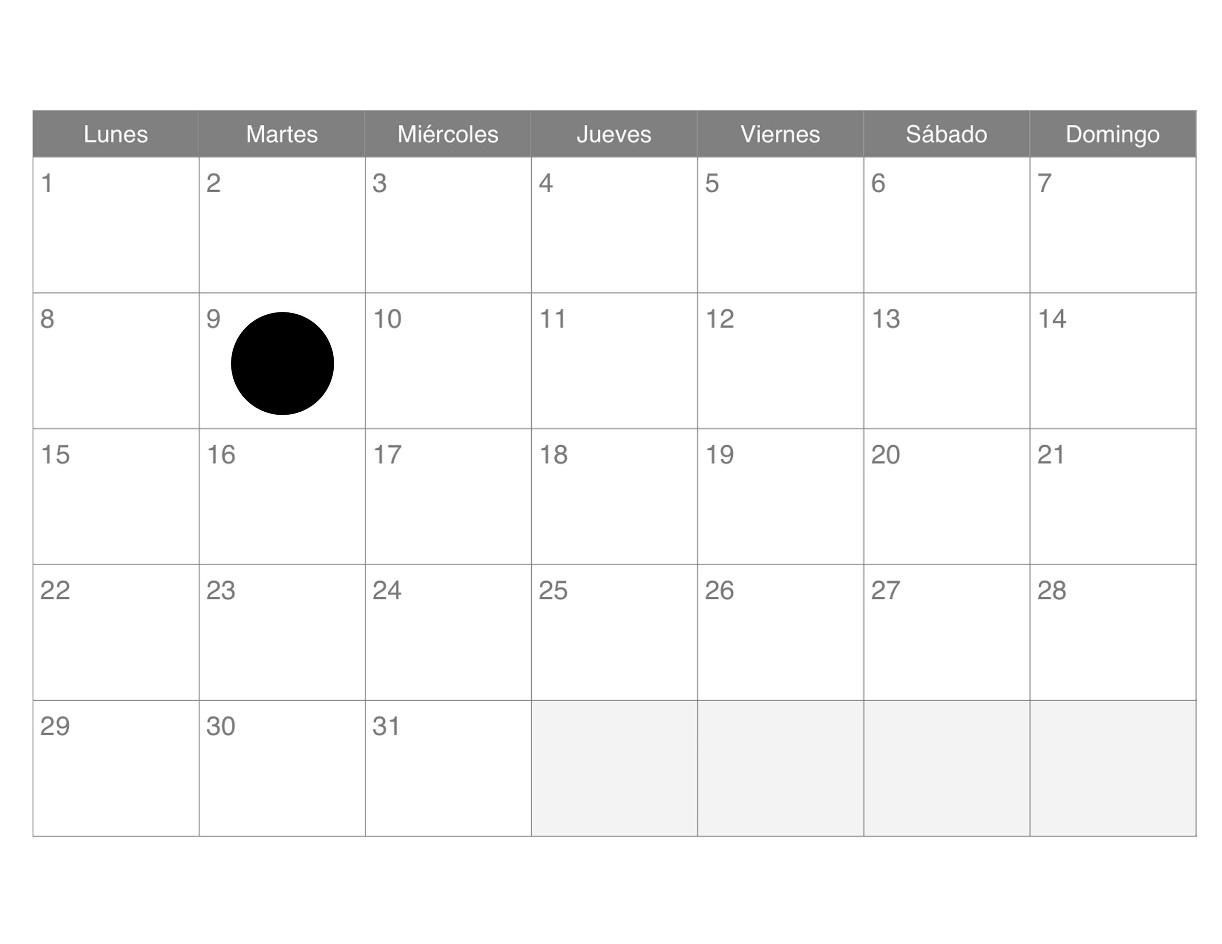 Lunes Martes Miércoles Jueves Viernes Sábado Domingo
1 2 3 4 5 6 7
8 9 10 11 12 13 14
15 16 17 18 19 20 21
22 23 24 25 26 27 28
29 30 31